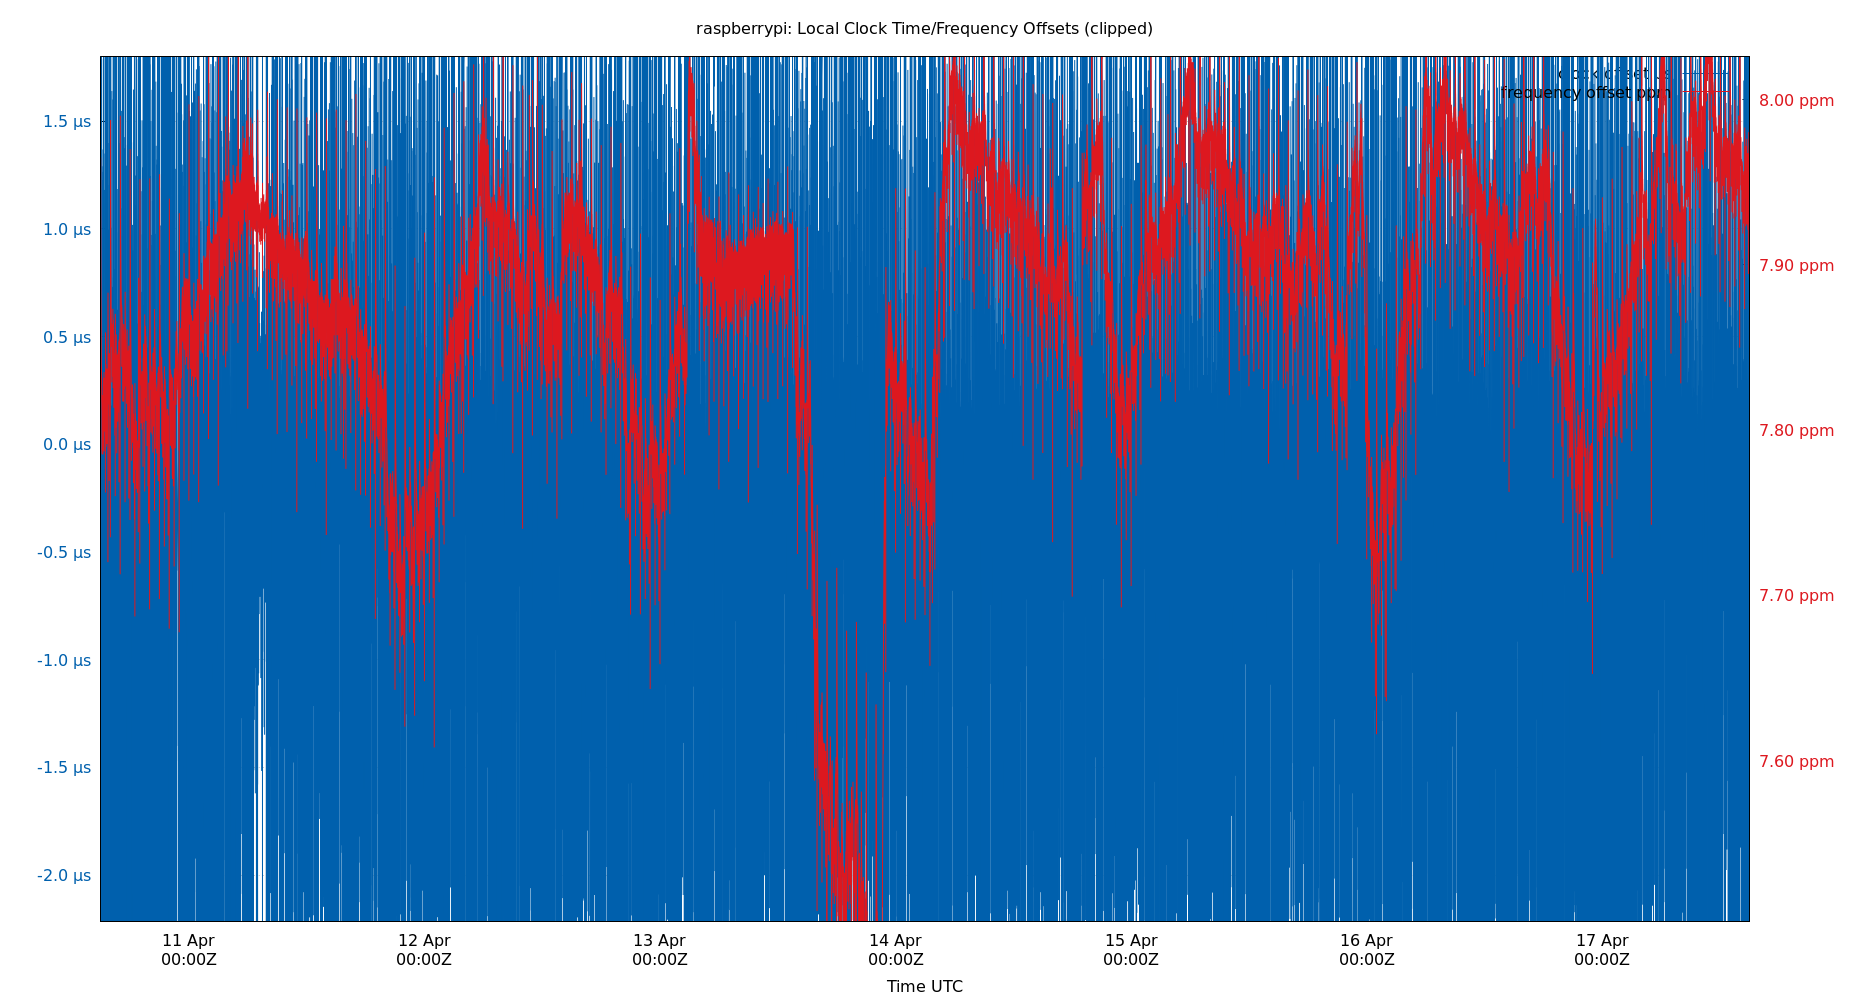 raspberrypi: Local Clock Time/Frequency Offsets (clipped)
clock offset µs
frequency offset ppm
1.5 µs
1.0 µs
0.5 µs
0.0 µs
-0.5 µs
-1.0 µs
-1.5 µs
-2.0 µs
8.00 ppm
7.90 ppm
7.80 ppm
7.70 ppm
7.60 ppm
11 Apr
00:00Z
12 Apr
00:00Z
13 Apr
00:00Z
14 Apr
00:00Z
15 Apr
00:00Z
16 Apr
00:00Z
17 Apr
00:00Z
Time UTC